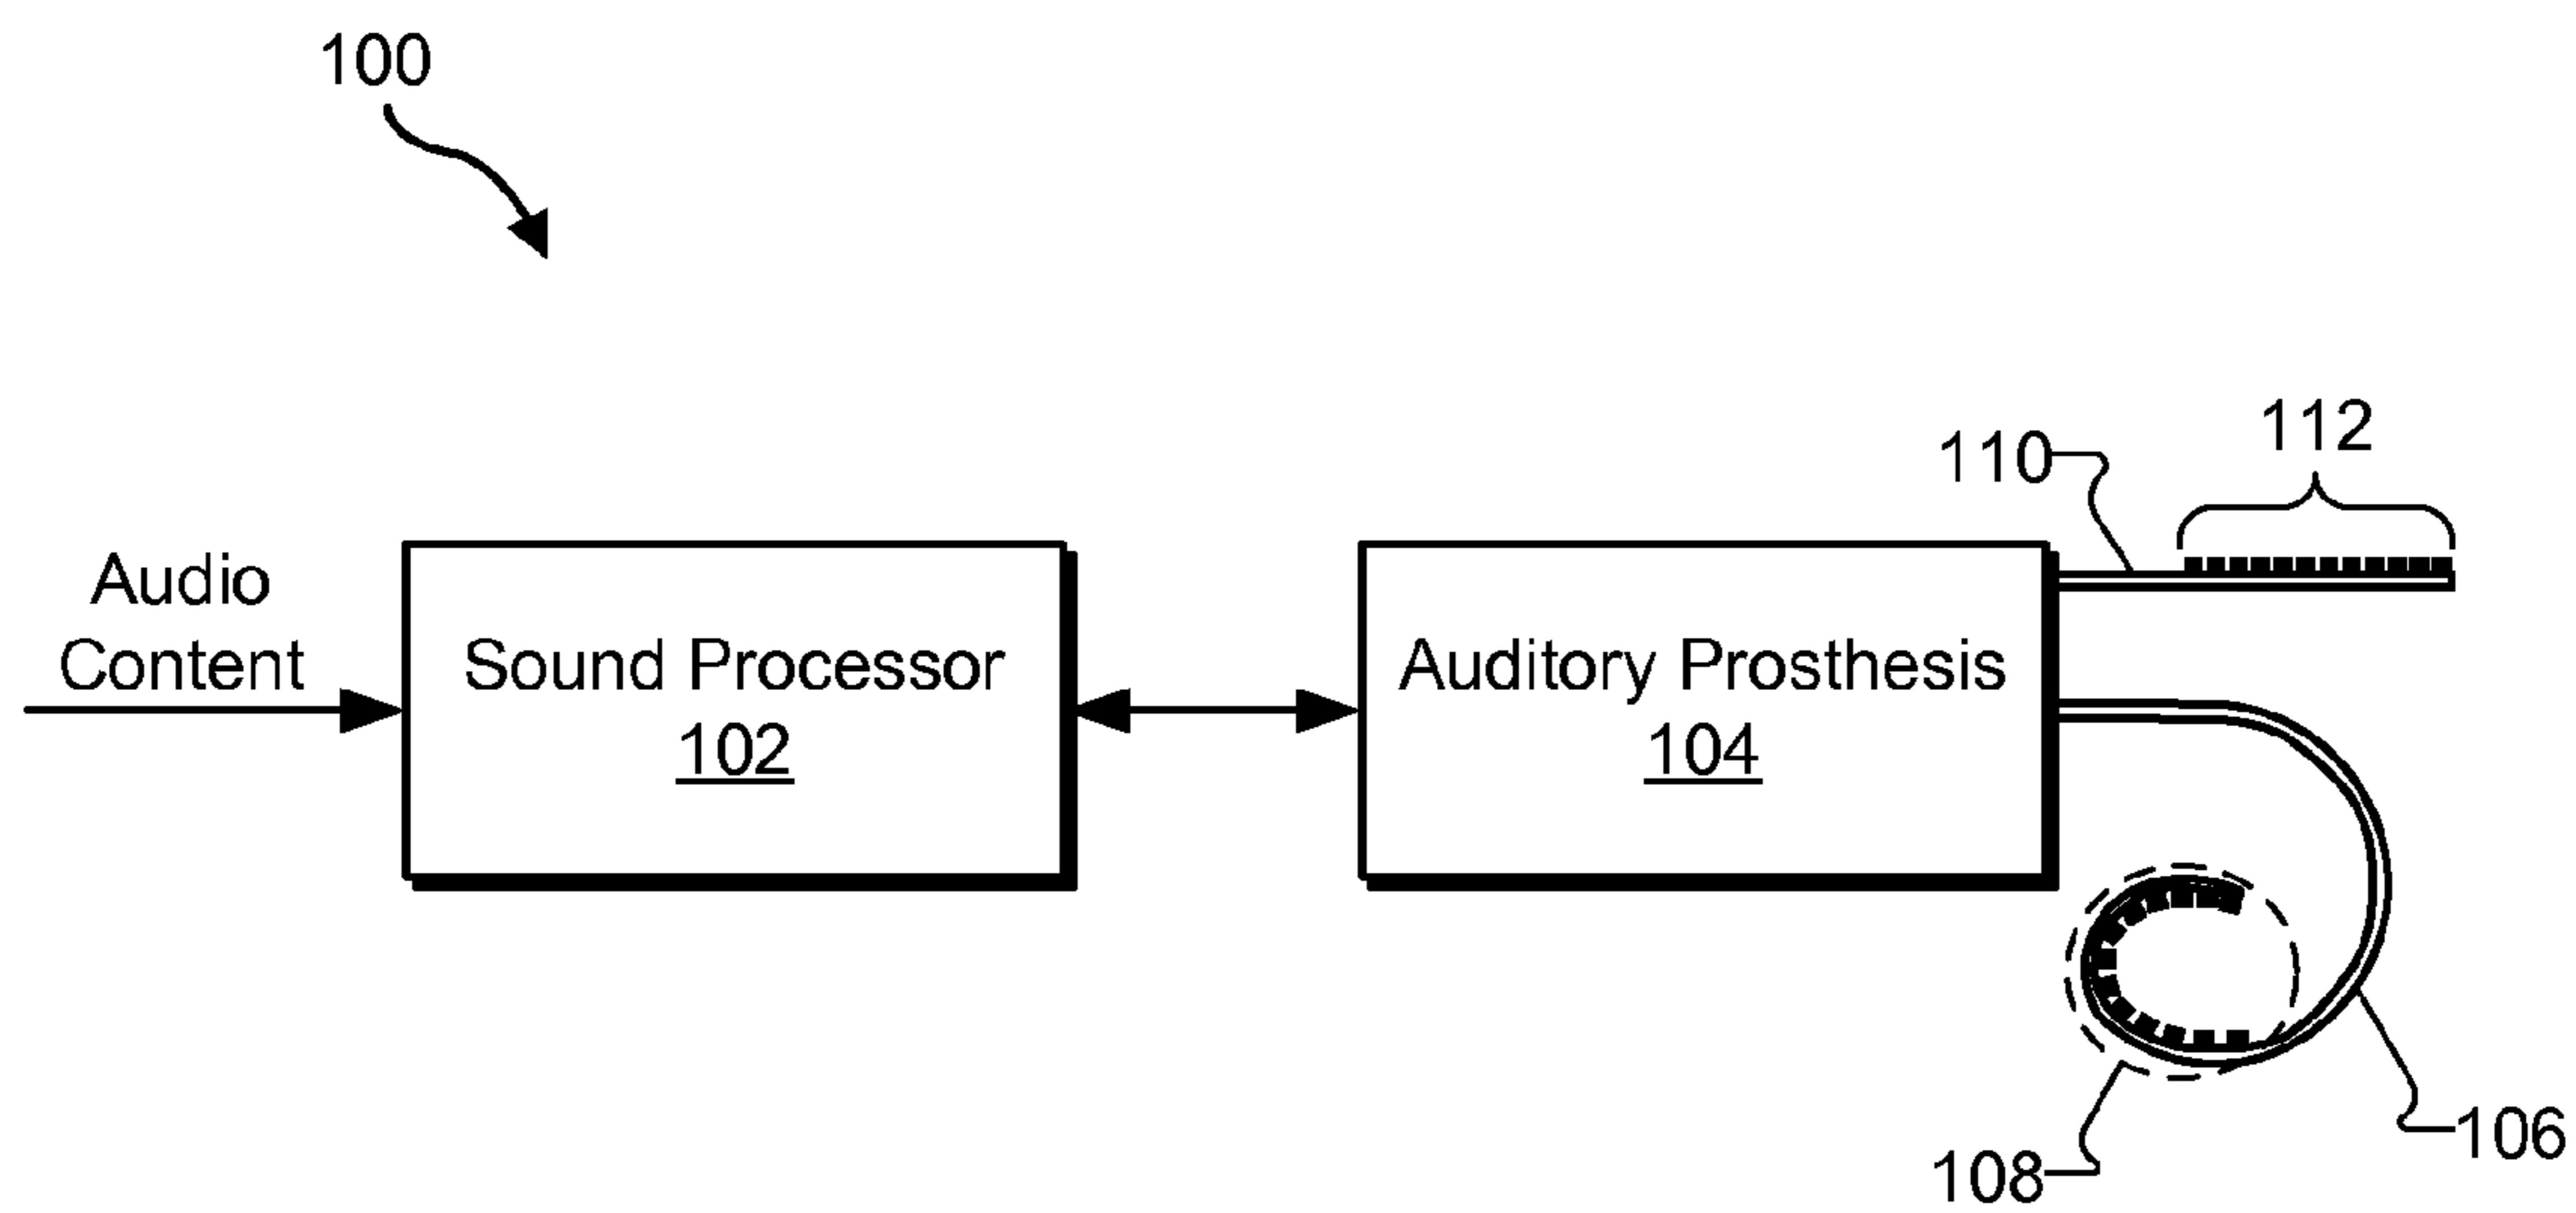 100
112
110
Audio
Content
Sound Processor
102
Auditory Prosthesis
104
106
108